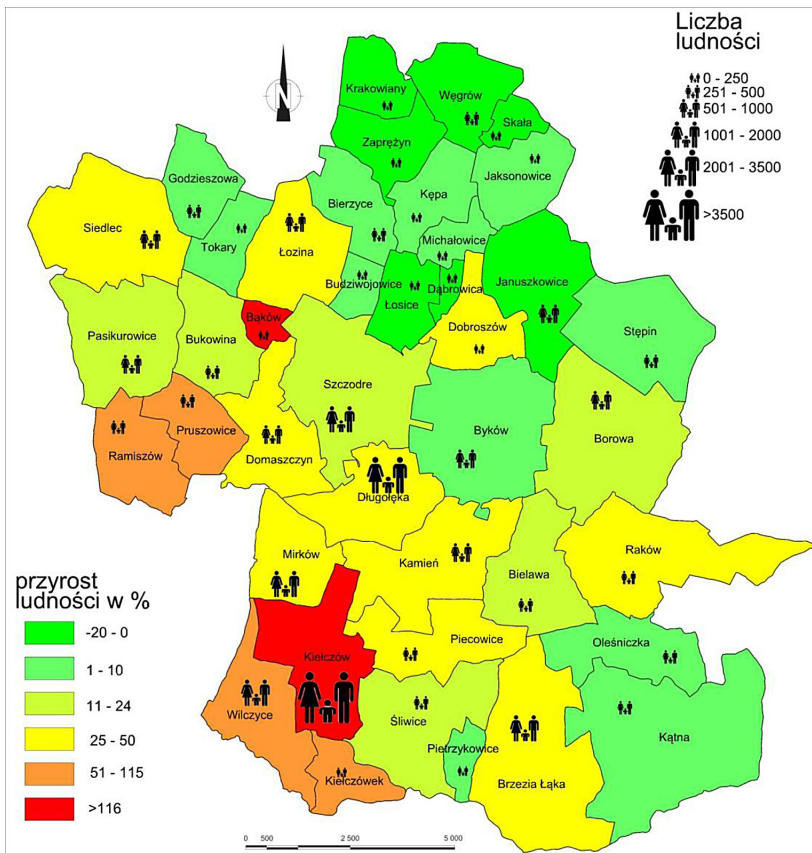 Liczba
ludności
0 - 250
251 - 500
501 - 1000
1001 - 2000
2001 - 3500
>3500
N
Krakowiany
Węgrów
Skała
Zaprężyn
Godzieszowa
Jaksonowice
Kępa
Bierzyce
Siedlec
Tokary
Łozina
Michałowice
Budziwojowice
Dąbrowica
Januszkowice
Łosice
Bąków
Dobroszów
Stępin
Pasikurowice
Bukowina
Szczodre
Byków
Borowa
Pruszowice
Ramiszów
Domaszczyn
Długołęka
Mirków
Kamień
Raków
Bielawa
Piecowice
Oleśniczka
Kiełczów
Wilczyce
Śliwice
Pietrzykowice
Kątna
Kiełczówek
Brzezia Łąka
przyrost
ludności w %
-20 - 0
1 - 10
11 - 24
25 - 50
51 - 115
>116
0 500 2 500 5 000